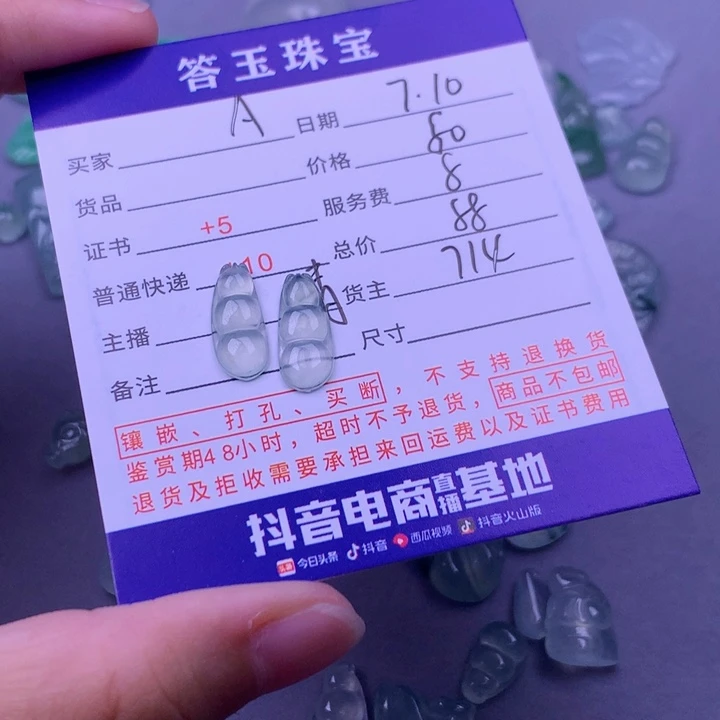 答玉珠宝
买家 A 日期 7.10
货品 价格 80
证书 +5 服务费 8
普通快递 +10 总价 88
主播 青 货主 714
备注 尺寸
镶嵌、打孔、买断，不支持退换货
鉴赏期48小时，超时不予退货，商品不包邮
退货及拒收需要承担来回运费以及证书费用
抖音电商直播基地
头条 今日头条 抖音 西瓜视频 抖音火山版